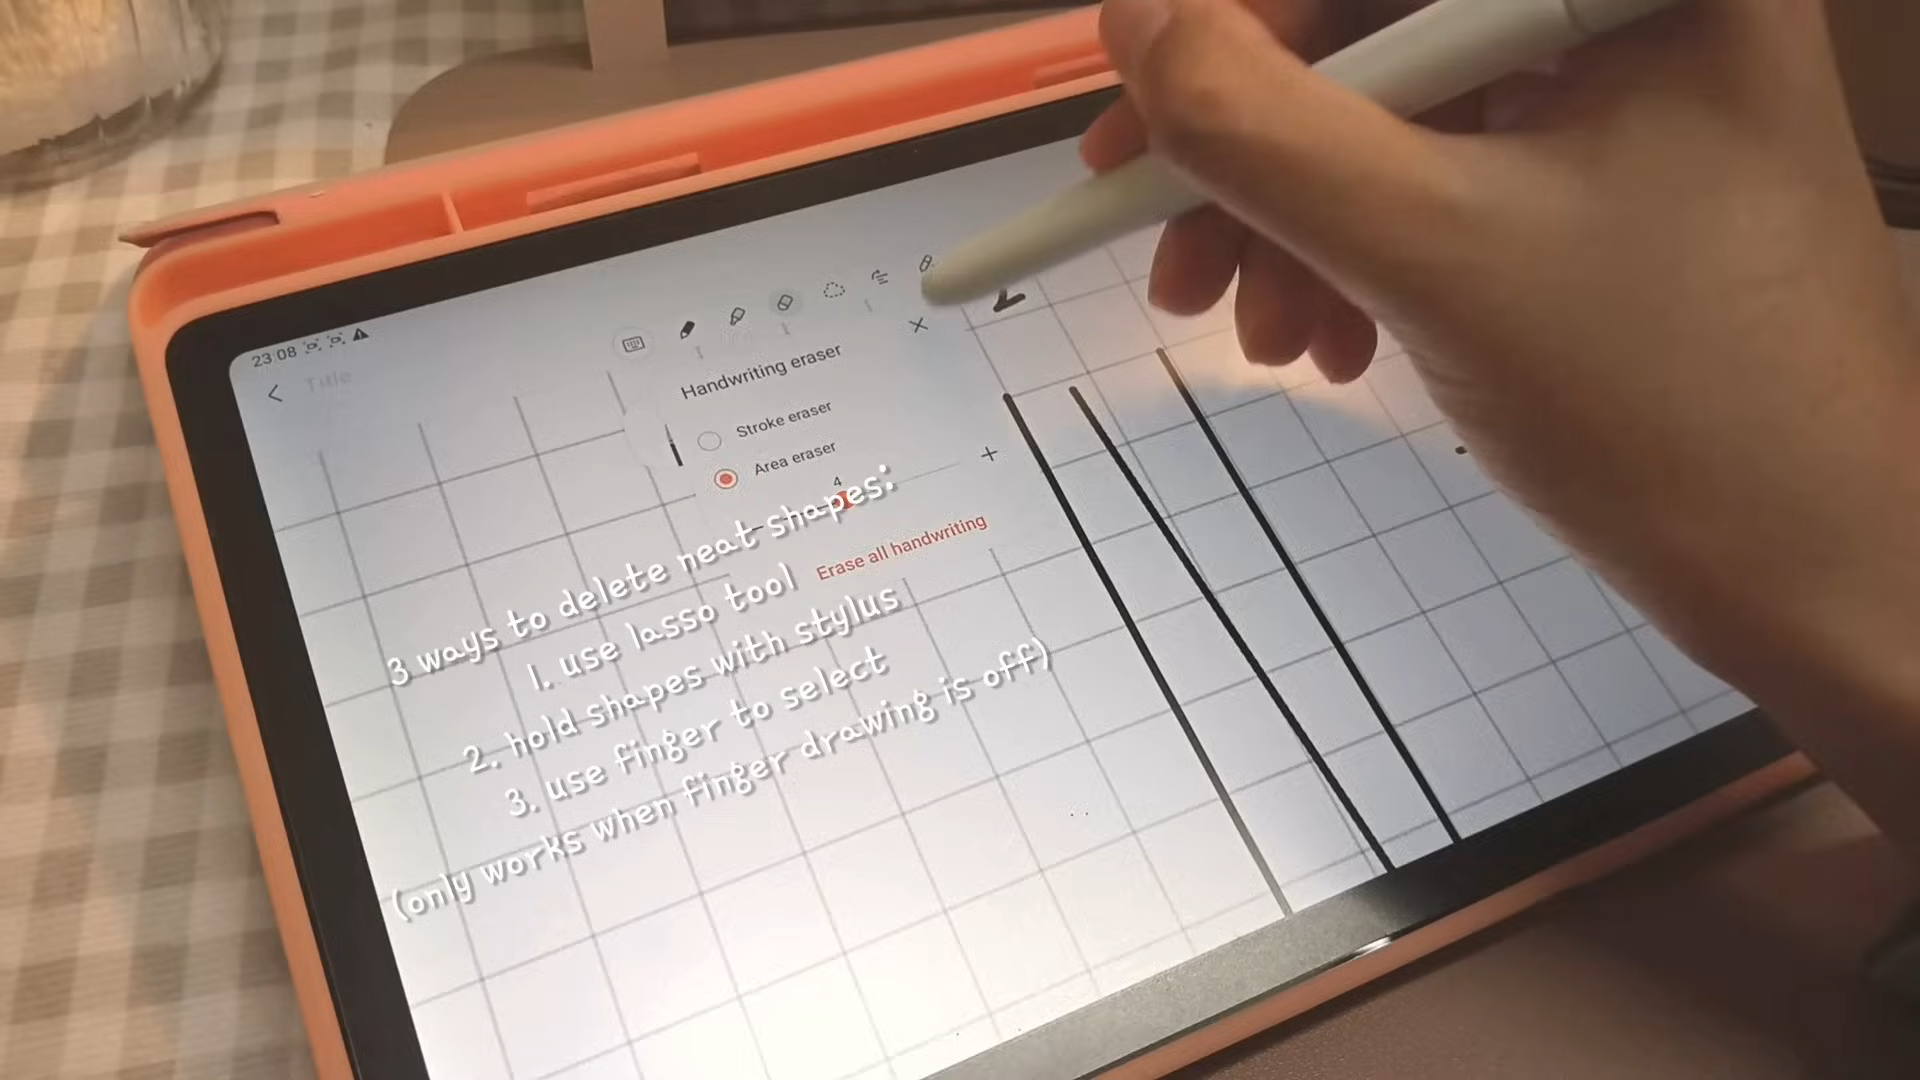 23:08
Title
Handwriting eraser
Stroke eraser
Area eraser
4
Erase all handwriting
3 ways to delete neat shapes:
1. use lasso tool
2. hold shapes with stylus
3. use finger to select
(only works when finger drawing is off)